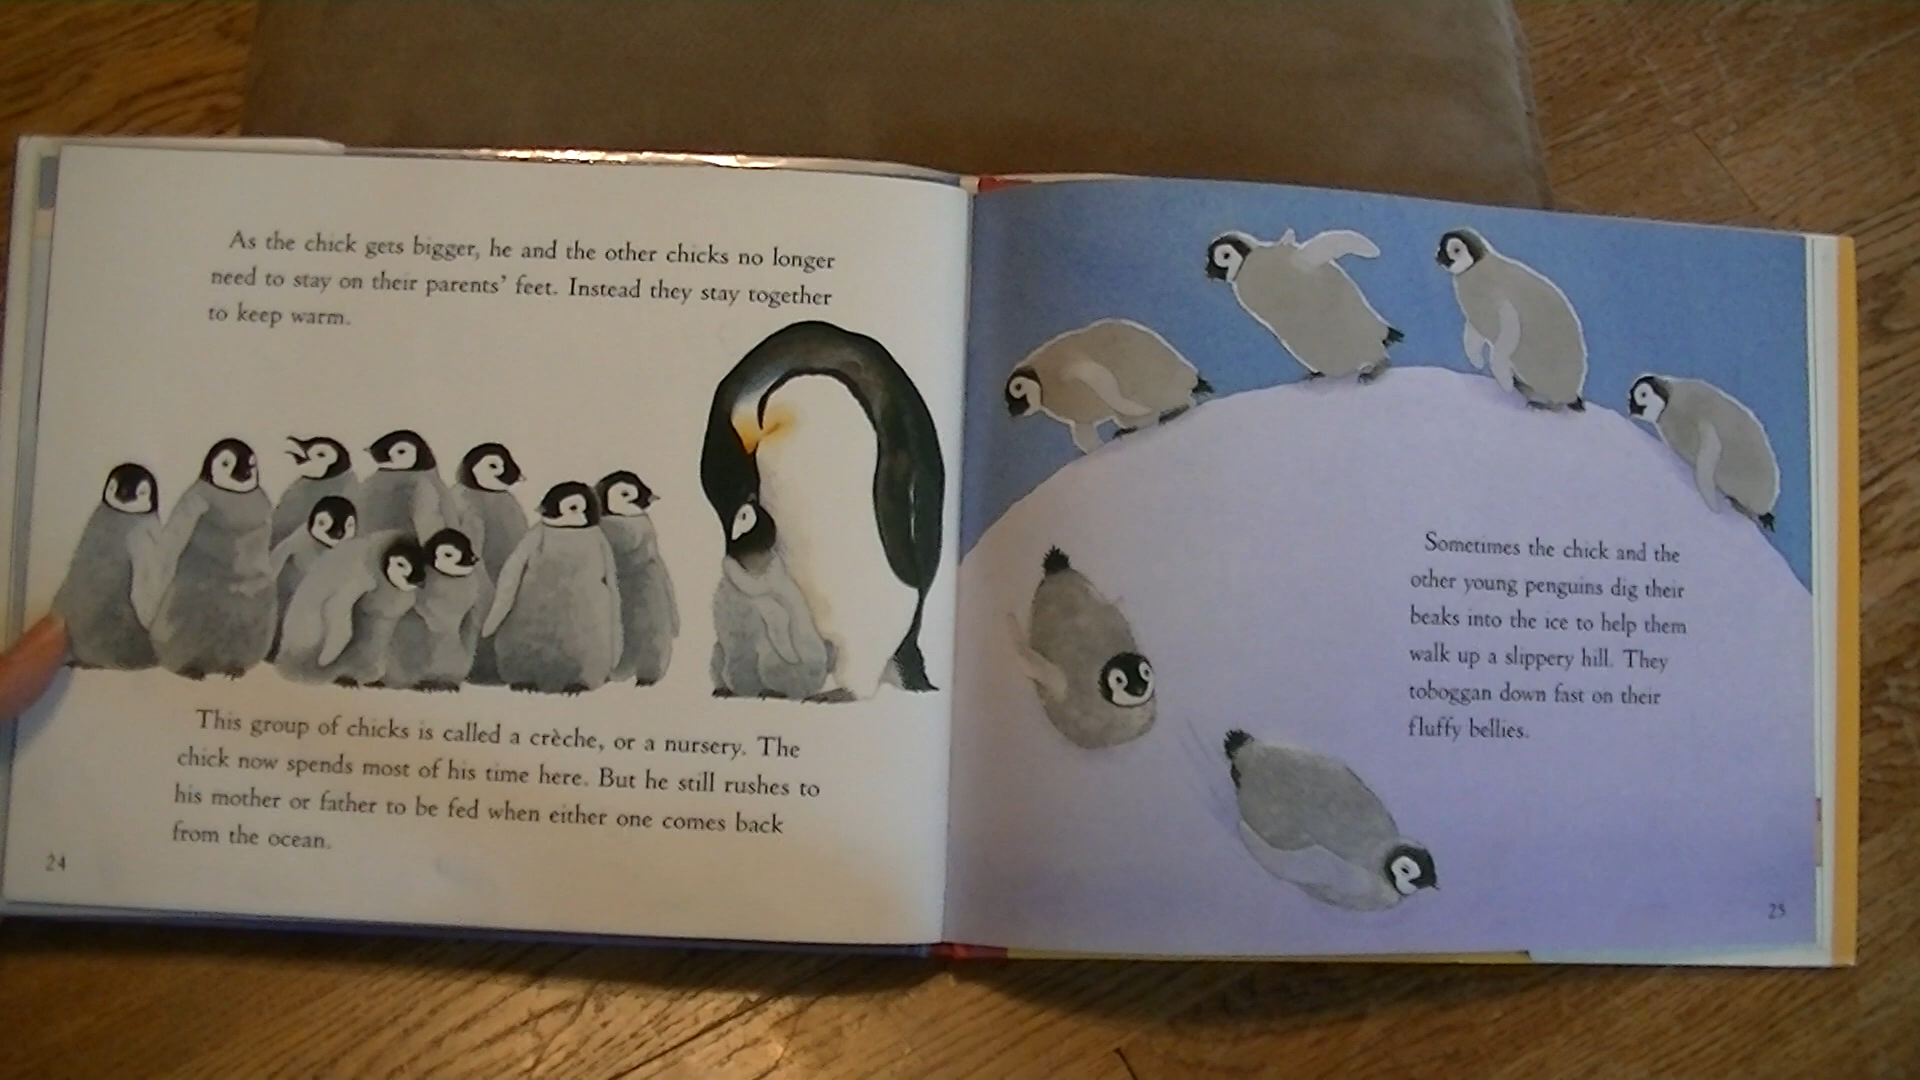 As the chick gets bigger, he and the other chicks no longer
need to stay on their parents' feet. Instead they stay together
to keep warm.
This group of chicks is called a crèche, or a nursery. The
chick now spends most of his time here. But he still rushes to
his mother or father to be fed when either one comes back
from the ocean.
24
Sometimes the chick and the
other young penguins dig their
beaks into the ice to help them
walk up a slippery hill. They
toboggan down fast on their
fluffy bellies.
25